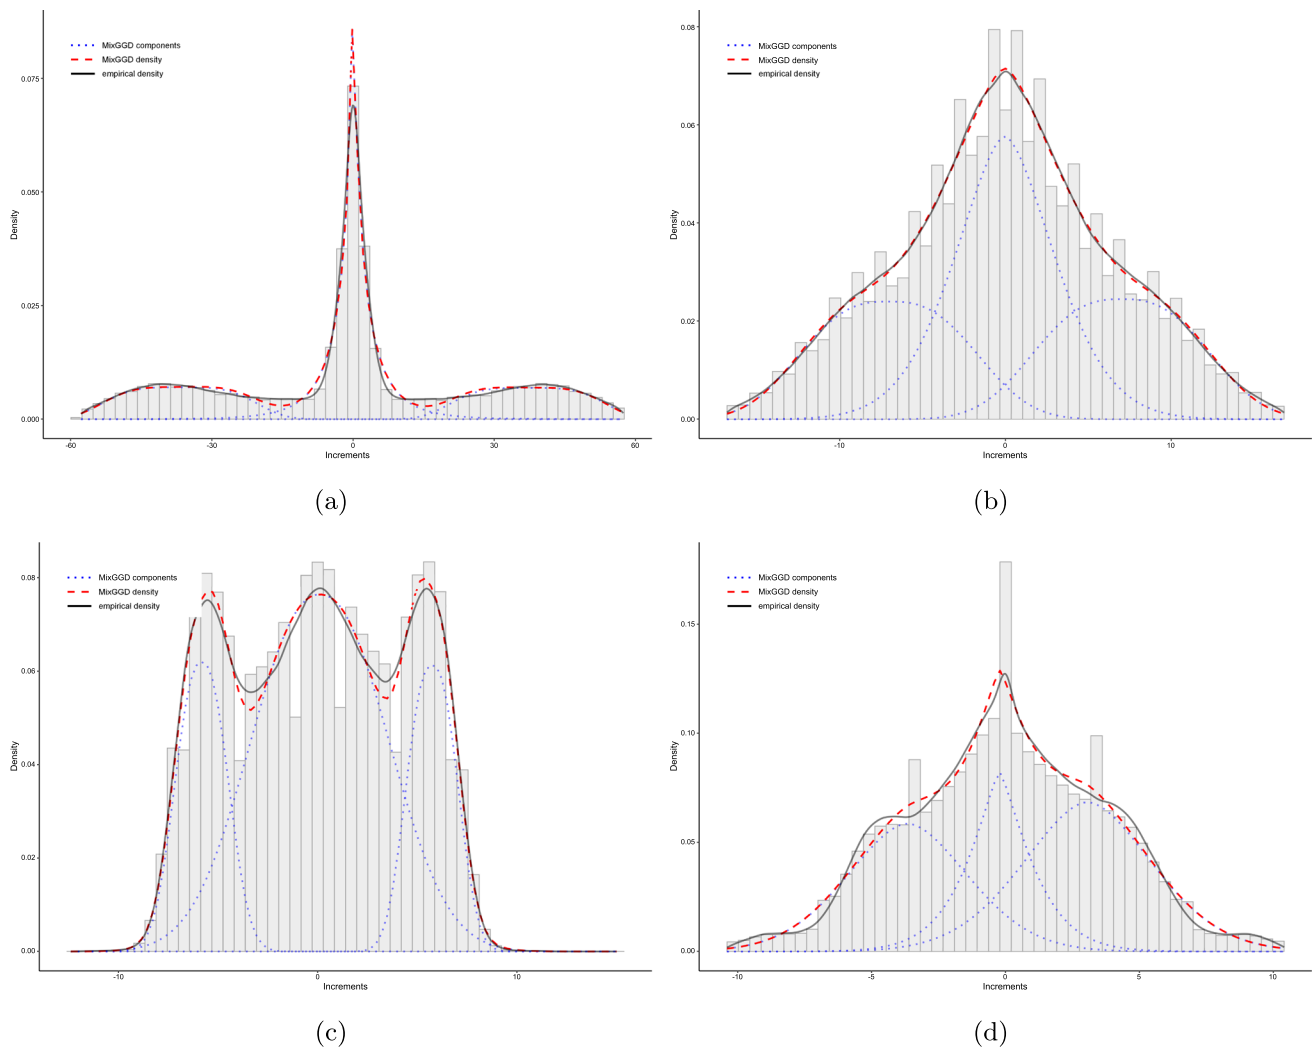 MixGGD components
MixGGD density
empirical density
0.075
0.050
0.025
0.000
Density
-60
-30
0
30
60
Increments
(a)
MixGGD components
MixGGD density
empirical density
0.08
0.06
0.04
0.02
0.00
Density
-10
0
10
Increments
(b)
MixGGD components
MixGGD density
empirical density
0.08
0.06
0.04
0.02
0.00
Density
-10
0
10
Increments
(c)
MixGGD components
MixGGD density
empirical density
0.15
0.10
0.05
0.00
Density
-10
-5
0
5
10
Increments
(d)